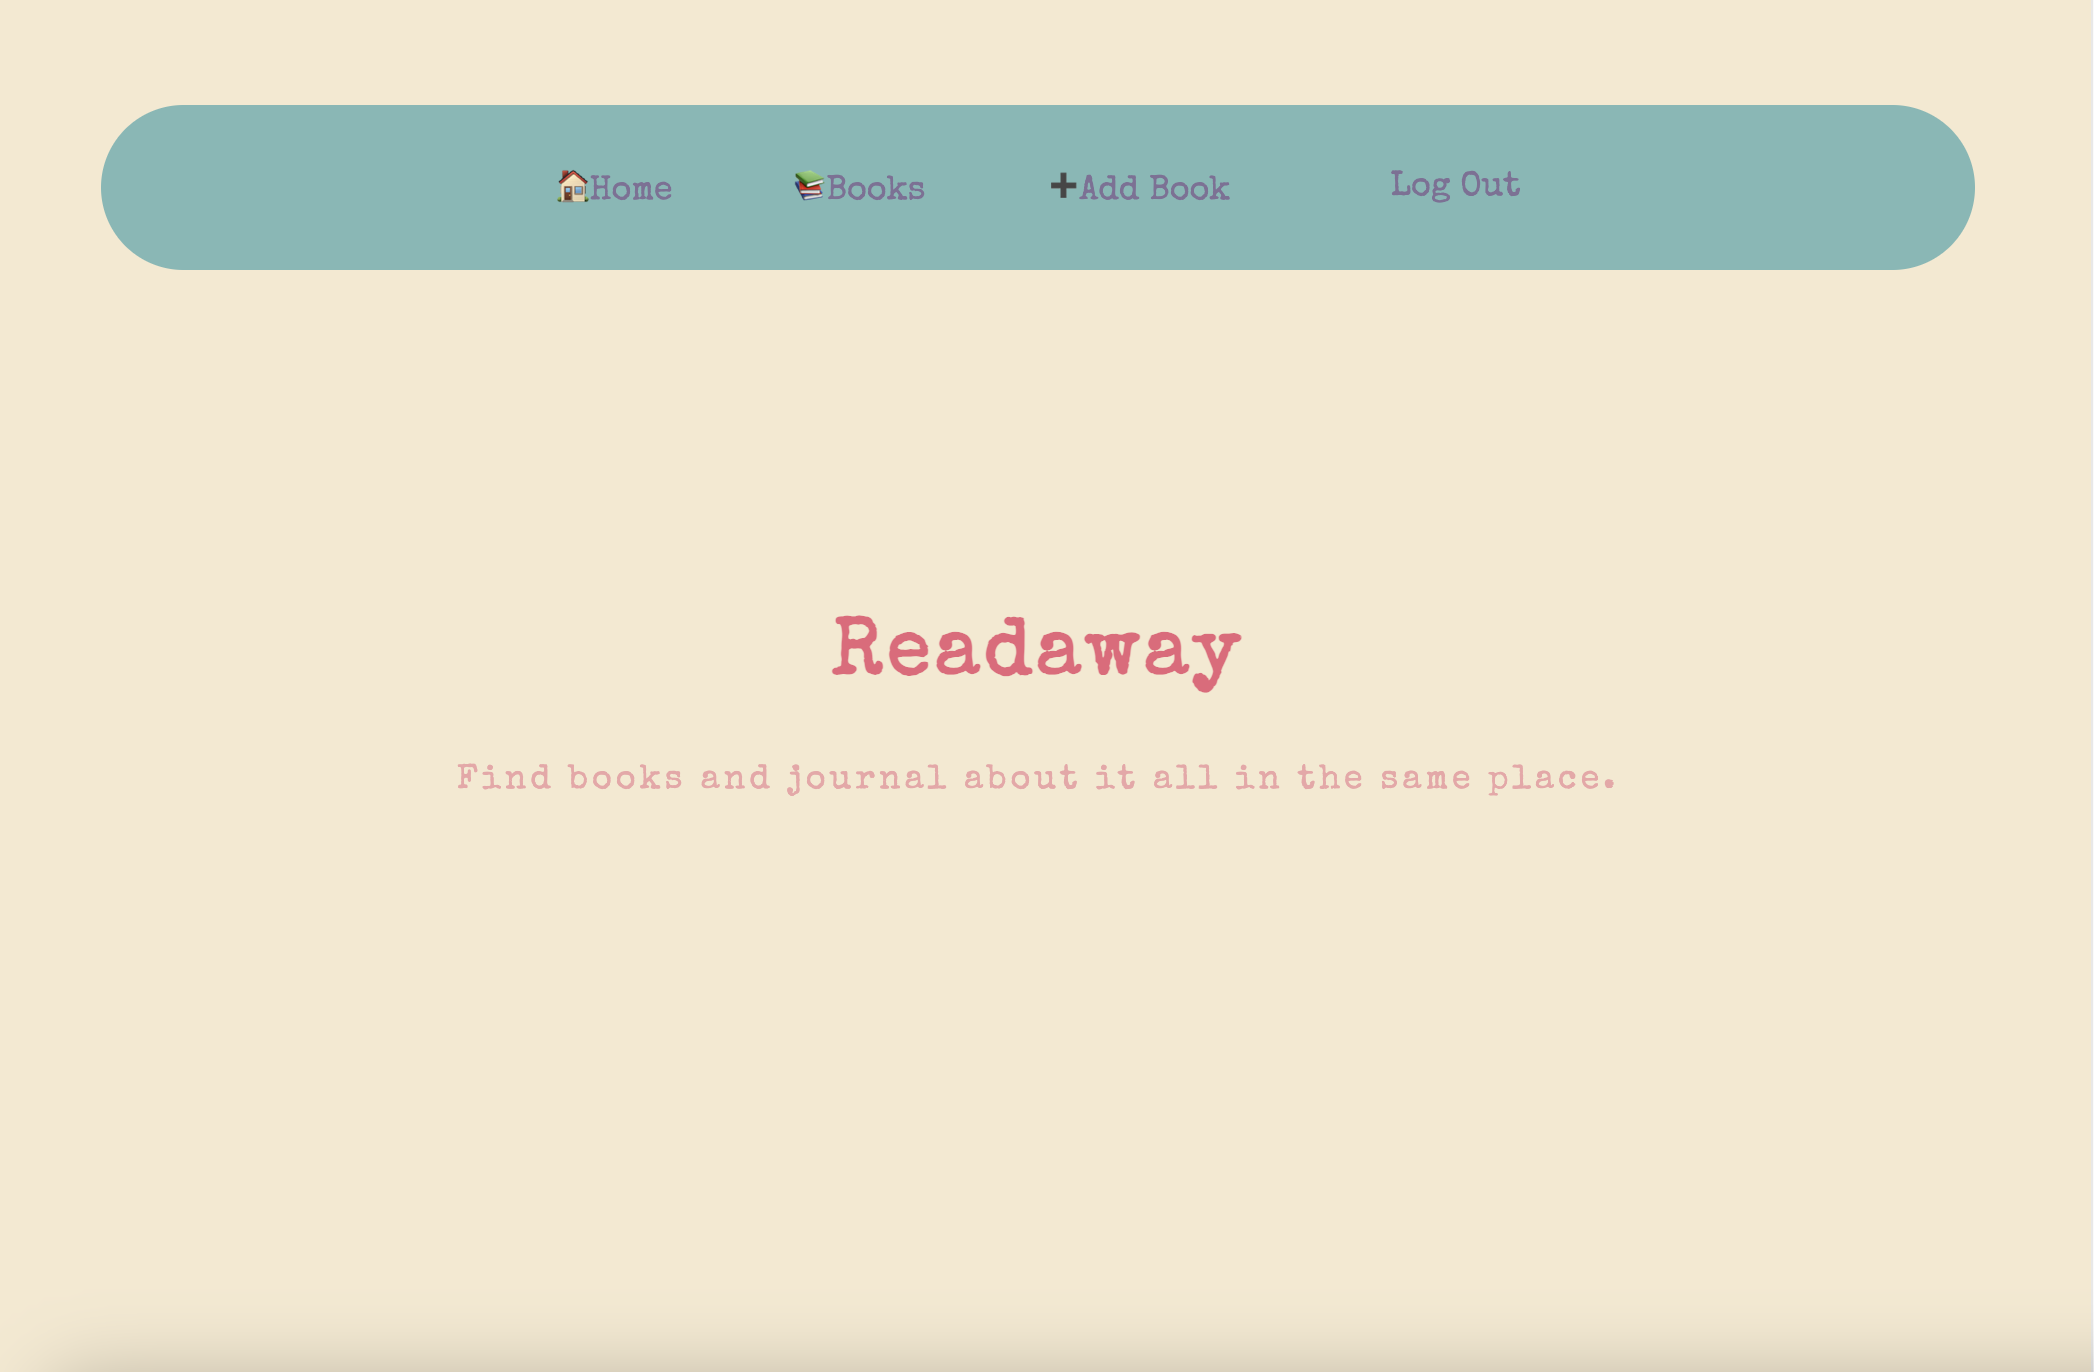 🏠Home 📚Books ➕Add Book Log Out
Readaway
Find books and journal about it all in the same place.